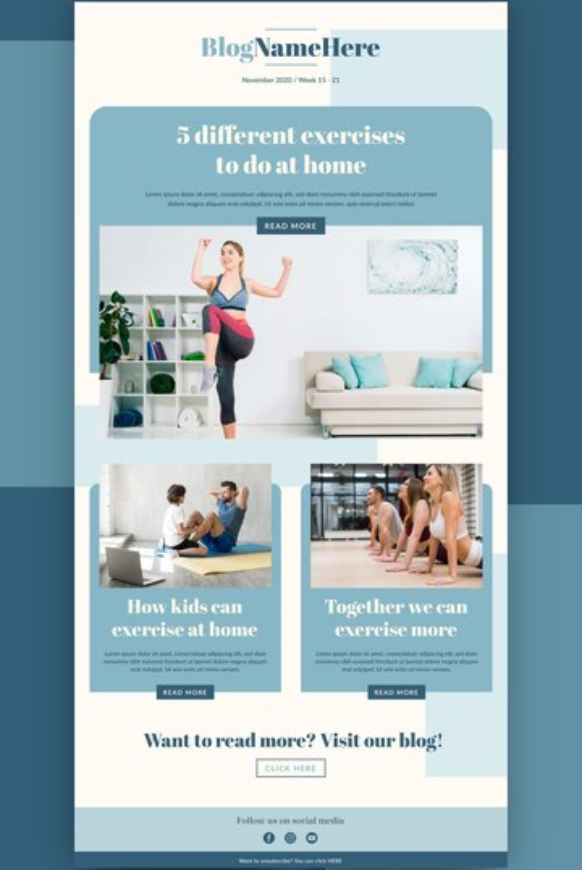 BlogNameHere
November 2020 / Week 15 - 21
5 different exercises
to do at home
Lorem ipsum dolor sit amet, consectetuer adipiscing elit, sed diam nonummy nibh euismod tincidunt ut laoreet
dolore magna aliquam erat volutpat. Ut wisi enim ad minim veniam, quis nostrud exerci tation
READ MORE
How kids can
exercise at home
Together we can
exercise more
Lorem ipsum dolor sit amet, consectetuer adipiscing elit, sed diam
nonummy nibh euismod tincidunt ut laoreet dolore magna aliquam
erat volutpat. Ut wisi enim ad minim veniam.
Lorem ipsum dolor sit amet, consectetuer adipiscing elit, sed diam
nonummy nibh euismod tincidunt ut laoreet dolore magna aliquam
erat volutpat. Ut wisi enim ad minim veniam.
READ MORE
READ MORE
Want to read more? Visit our blog!
CLICK HERE
Follow us on social media
Want to unsubscribe? You can click HERE